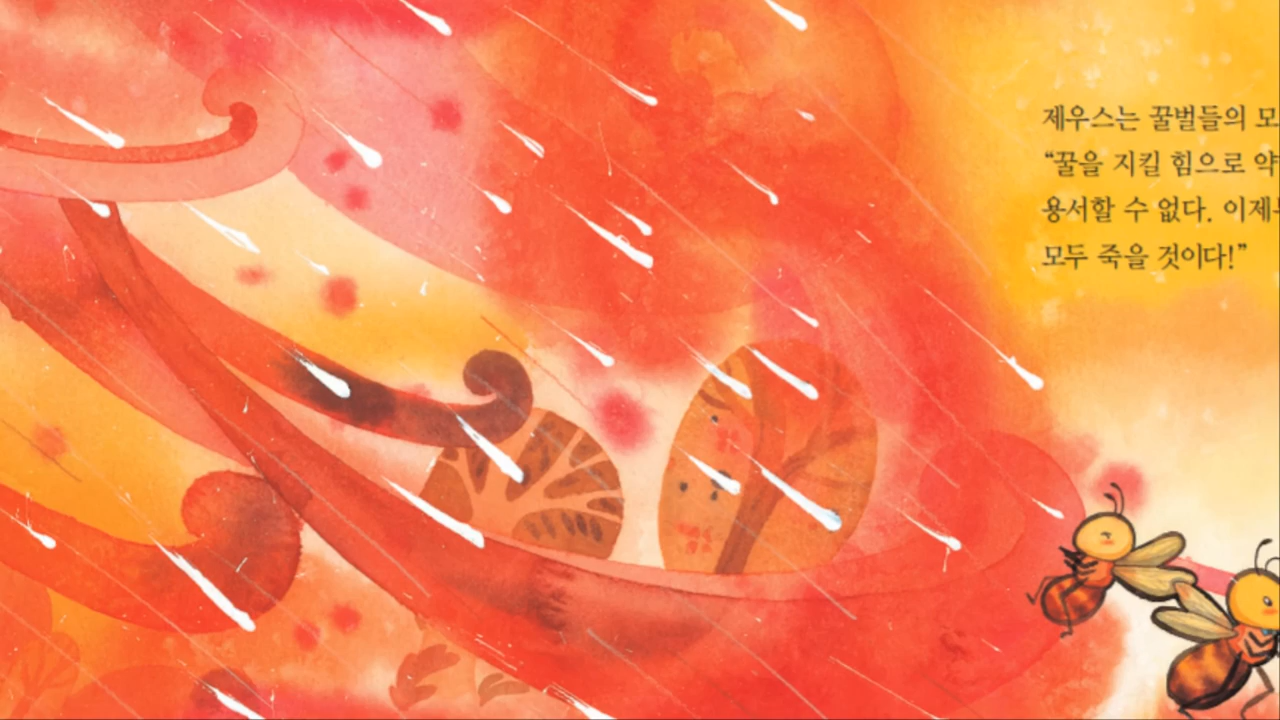 제우스는 꿀벌들의 모
“꿀을 지킬 힘으로 약
용서할 수 없다. 이제
모두 죽을 것이다!”